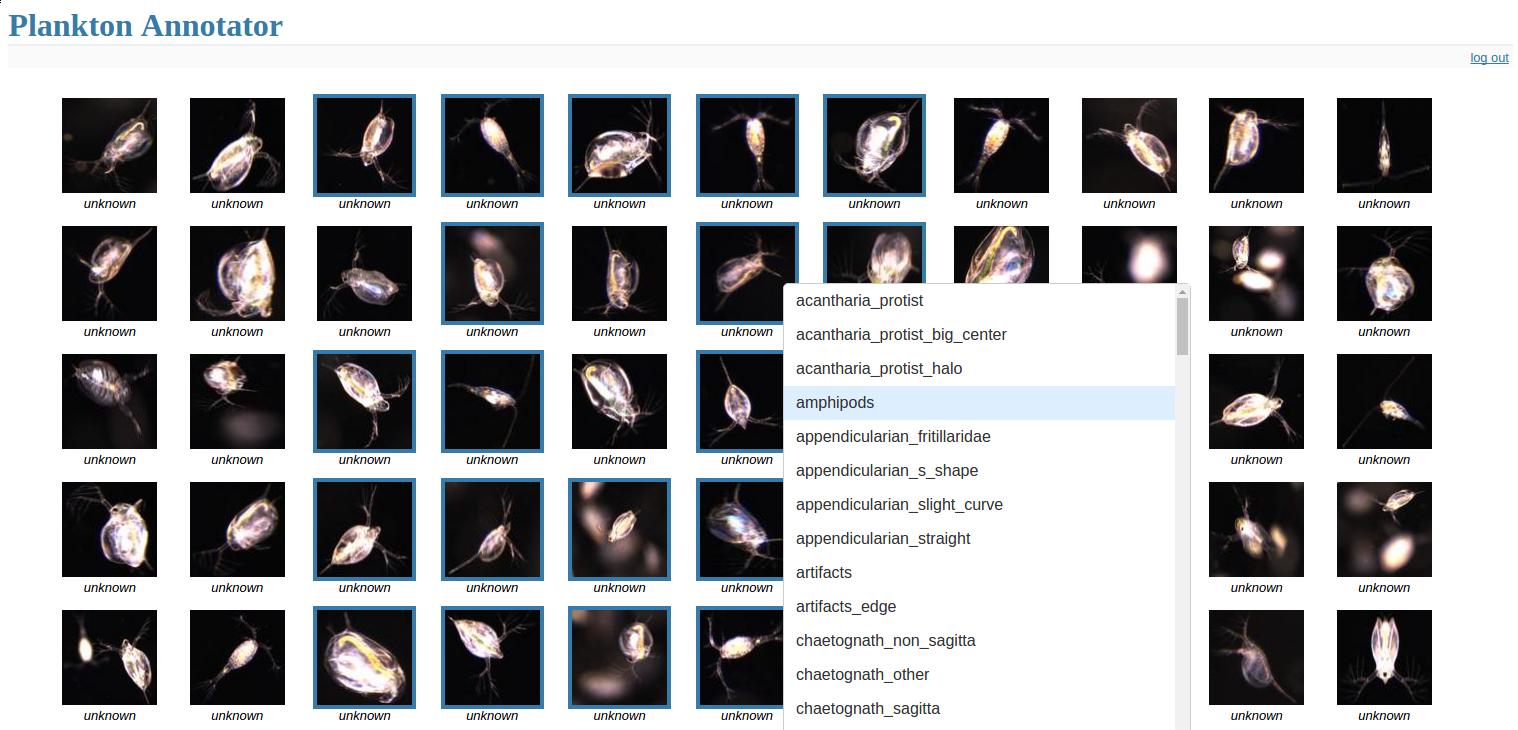 Plankton Annotator
log out
unknown unknown unknown unknown unknown unknown unknown unknown unknown unknown unknown
unknown unknown unknown unknown unknown unknown unknown unknown
acantharia_protist
acantharia_protist_big_center
acantharia_protist_halo
amphipods
appendicularian_fritillaridae
appendicularian_s_shape
appendicularian_slight_curve
appendicularian_straight
artifacts
artifacts_edge
chaetognath_non_sagitta
chaetognath_other
chaetognath_sagitta
unknown unknown unknown unknown unknown unknown unknown unknown
unknown unknown unknown unknown unknown unknown unknown unknown
unknown unknown unknown unknown unknown unknown unknown unknown